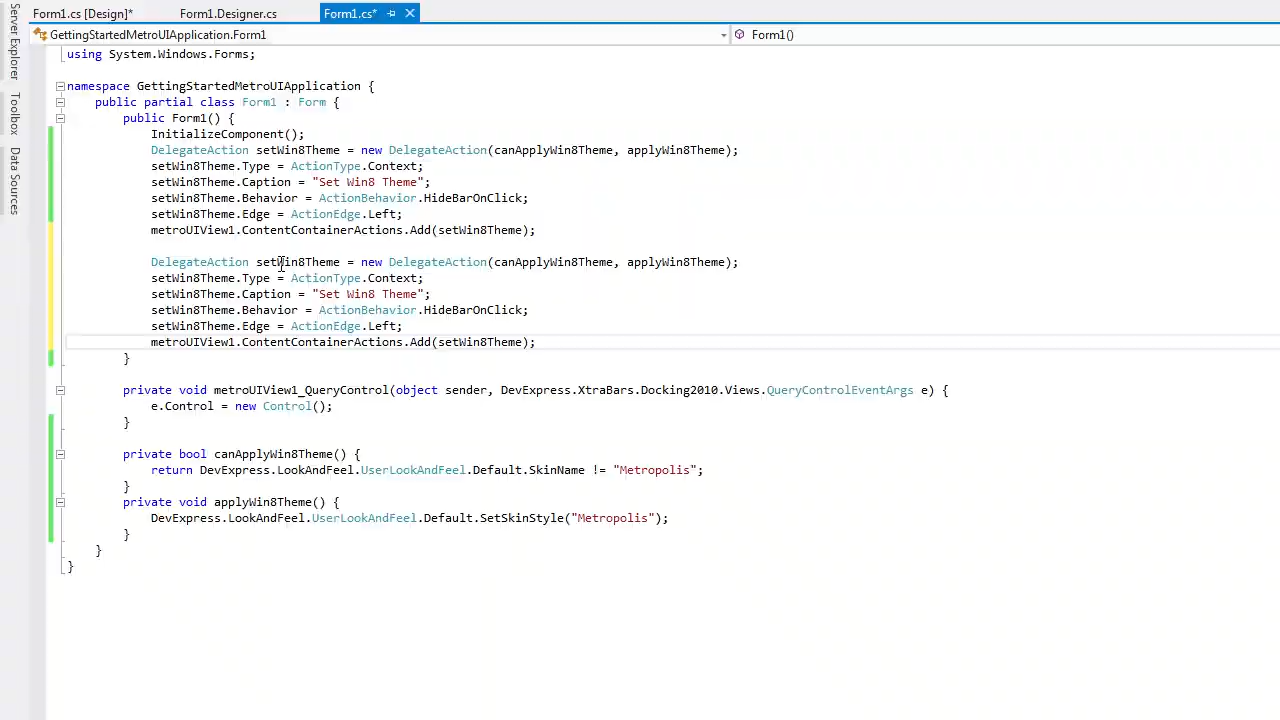 Form1.cs [Design]*
Form1.Designer.cs
Form1.cs*
Server Explorer
Toolbox
Data Sources
GettingStartedMetroUIApplication.Form1
Form1()
using System.Windows.Forms;
namespace GettingStartedMetroUIApplication {
public partial class Form1 : Form {
public Form1() {
InitializeComponent();
DelegateAction setWin8Theme = new DelegateAction(canApplyWin8Theme, applyWin8Theme);
setWin8Theme.Type = ActionType.Context;
setWin8Theme.Caption = "Set Win8 Theme";
setWin8Theme.Behavior = ActionBehavior.HideBarOnClick;
setWin8Theme.Edge = ActionEdge.Left;
metroUIView1.ContentContainerActions.Add(setWin8Theme);
DelegateAction setWin8Theme = new DelegateAction(canApplyWin8Theme, applyWin8Theme);
setWin8Theme.Type = ActionType.Context;
setWin8Theme.Caption = "Set Win8 Theme";
setWin8Theme.Behavior = ActionBehavior.HideBarOnClick;
setWin8Theme.Edge = ActionEdge.Left;
metroUIView1.ContentContainerActions.Add(setWin8Theme);
}
private void metroUIView1_QueryControl(object sender, DevExpress.XtraBars.Docking2010.Views.QueryControlEventArgs e) {
e.Control = new Control();
}
private bool canApplyWin8Theme() {
return DevExpress.LookAndFeel.UserLookAndFeel.Default.SkinName != "Metropolis";
}
private void applyWin8Theme() {
DevExpress.LookAndFeel.UserLookAndFeel.Default.SetSkinStyle("Metropolis");
}
}
}